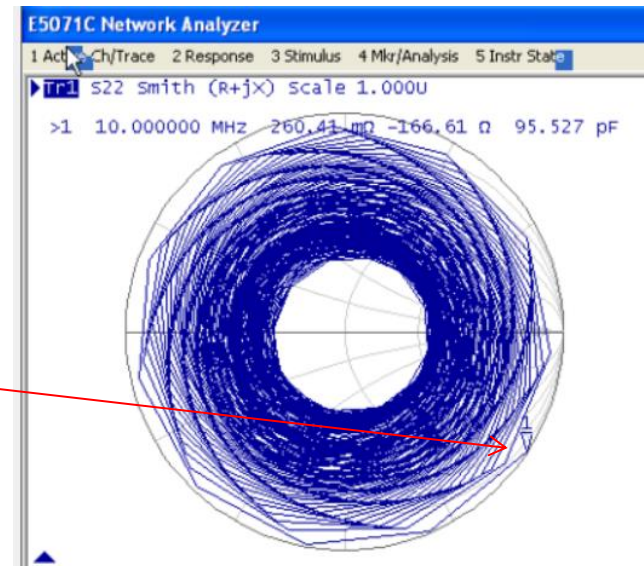 E5071C Network Analyzer
1 Act Ch/Trace 2 Response 3 Stimulus 4 Mkr/Analysis 5 Instr State
Tr1 S22 Smith (R+jX) Scale 1.000U
>1 10.000000 MHz 260.41 mΩ -166.61 Ω 95.527 pF
1